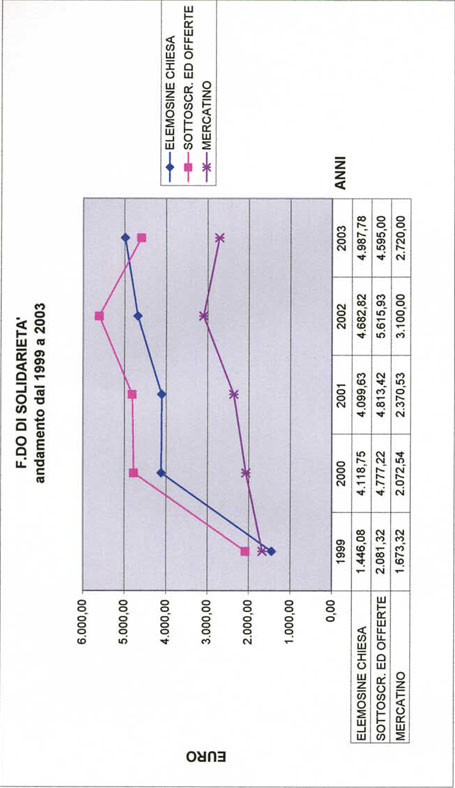 F.DO DI SOLIDARIETA'
andamento dal 1999 a 2003
EURO
6.000,00
5.000,00
4.000,00
3.000,00
2.000,00
1.000,00
0,00
ELEMOSINE CHIESA
SOTTOSCR. ED OFFERTE
MERCATINO
1999 2000 2001 2002 2003 ANNI
ELEMOSINE CHIESA 1.446,08 4.118,75 4.099,63 4.682,82 4.987,78
SOTTOSCR. ED OFFERTE 2.081,32 4.777,22 4.813,42 5.615,93 4.595,00
MERCATINO 1.673,32 2.072,54 2.370,53 3.100,00 2.720,00